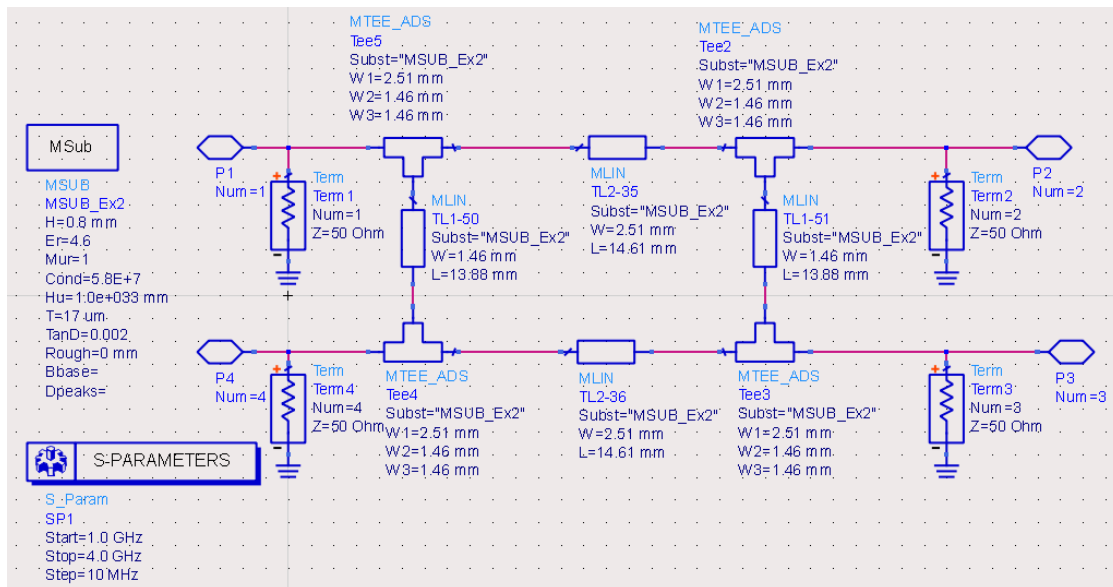 MTEE_ADS
Tee5
Subst="MSUB_Ex2"
W1=2.51 mm
W2=1.46 mm
W3=1.46 mm
MTEE_ADS
Tee2
Subst="MSUB_Ex2"
W1=2.51 mm
W2=1.46 mm
W3=1.46 mm
MSub
MSUB
MSUB_Ex2
H=0.8 mm
Er=4.6
Mur=1
Cond=5.8E+7
Hu=1.0e+033 mm
T=17 um
TanD=0.002
Rough=0 mm
Bbase=
Dpeaks=
P1
Num=1
Term
Term1
Num=1
Z=50 Ohm
MLIN
TL1-50
Subst="MSUB_Ex2"
W=1.46 mm
L=13.88 mm
MLIN
TL2-35
Subst="MSUB_Ex2"
W=2.51 mm
L=14.61 mm
MLIN
TL1-51
Subst="MSUB_Ex2"
W=1.46 mm
L=13.88 mm
Term
Term2
Num=2
Z=50 Ohm
P2
Num=2
P4
Num=4
Term
Term4
Num=4
Z=50 Ohm
MTEE_ADS
Tee4
Subst="MSUB_Ex2"
W1=2.51 mm
W2=1.46 mm
W3=1.46 mm
MLIN
TL2-36
Subst="MSUB_Ex2"
W=2.51 mm
L=14.61 mm
MTEE_ADS
Tee3
Subst="MSUB_Ex2"
W1=2.51 mm
W2=1.46 mm
W3=1.46 mm
Term
Term3
Num=3
Z=50 Ohm
P3
Num=3
S-PARAMETERS
S_Param
SP1
Start=1.0 GHz
Stop=4.0 GHz
Step=10 MHz